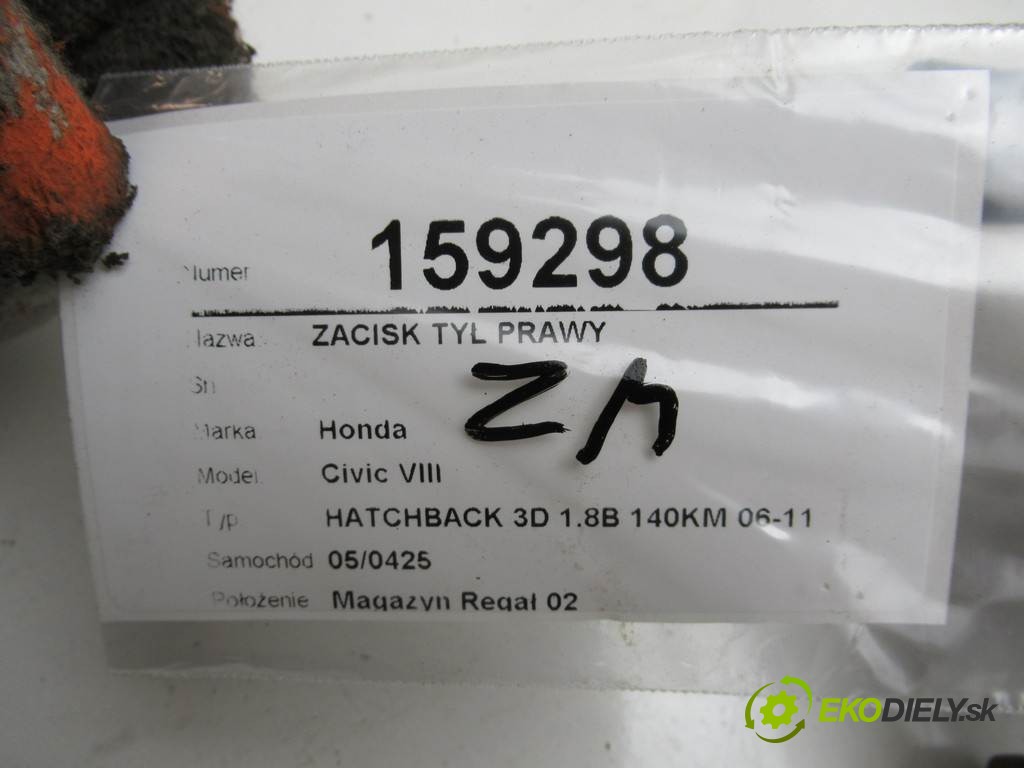 Numer 159298
Nazwa ZACISK TYŁ PRAWY
Sn
Marka Honda
Model Civic VIII
Typ HATCHBACK 3D 1.8B 140KM 06-11
Samochód 05/0425
Położenie Magazyn Regał 02
EKODIELY.sk